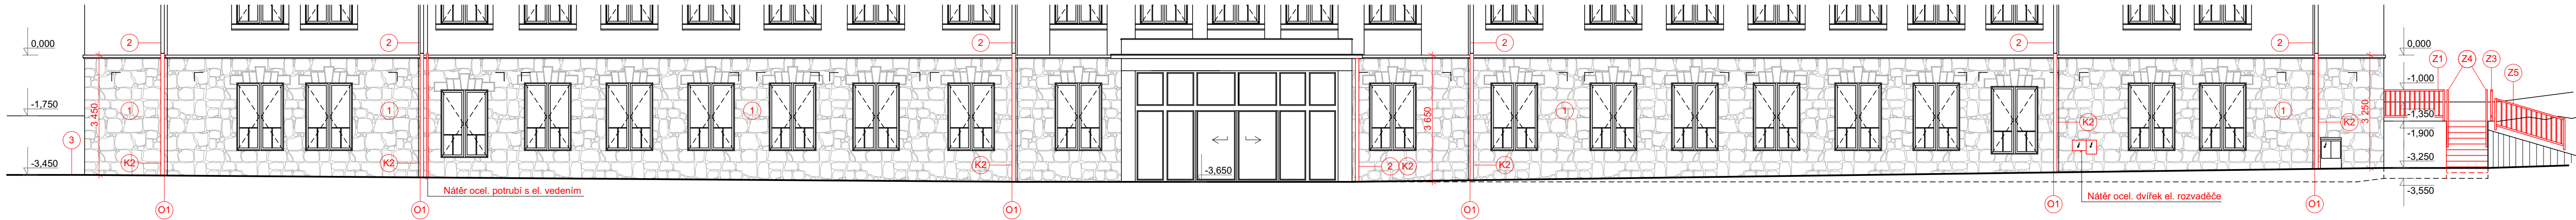 0,000
2
2
2
2
2
2
0,000
Z1
Z4
Z3
Z5
-1,000
-1,750
1
3 450
1
1
1
1
3 650
3 250
-1,350
K2
K2
-1,900
3
-3,450
K2
K2
K2
2
K2
K2
-3,650
-3,250
Nátěr ocel. potrubí s el. vedením
Nátěr ocel. dvířek el. rozvaděče
-3,550
O1
O1
O1
O1
O1
O1